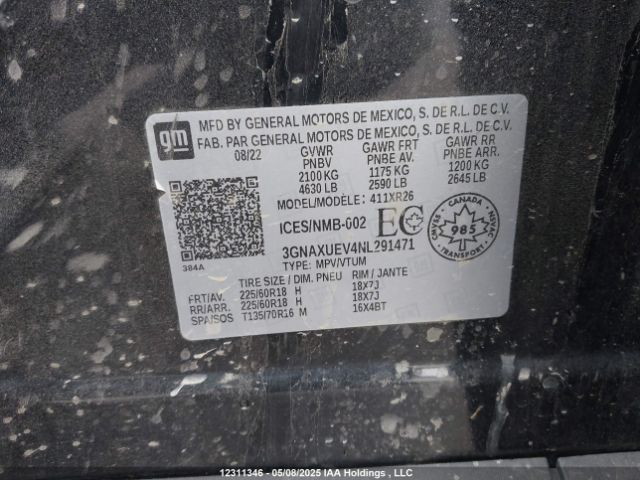 gm
MFD BY GENERAL MOTORS DE MEXICO, S. DE R.L. DE C.V.
FAB. PAR GENERAL MOTORS DE MEXICO, S. DE R.L. DE C.V.
08/22 GVWR GAWR FRT GAWR RR
PNBV PNBE AV. PNBE ARR.
2100 KG 1175 KG 1200 KG
4630 LB 2590 LB 2645 LB
MODEL/MODÈLE: 411XR26
ICES/NMB-002 EC
CANADA
985
CMVSS NSVAC
3GNAXUEV4NL291471
384A
TYPE: MPV/VTUM
TIRE SIZE / DIM. PNEU RIM / JANTE
FRT/AV. 225/60R18 H 18X7J
RR/ARR. 225/60R18 H 18X7J
SPA/SOS T135/70R16 M 16X4BT
12311346 - 05/08/2025 IAA Holdings , LLC